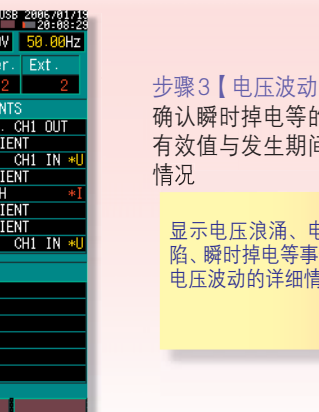 USB 2006/01/19
20:08:29
0V 50.00Hz
er. Ext.
2 2
NTS
. CH1 OUT
IENT
CH1 IN *U
IENT
H *I
IENT
IENT
CH1 IN *U
步骤3【电压波动
确认瞬时掉电等的
有效值与发生期间
情况
显示电压浪涌、电
陷、瞬时掉电等事
电压波动的详细情